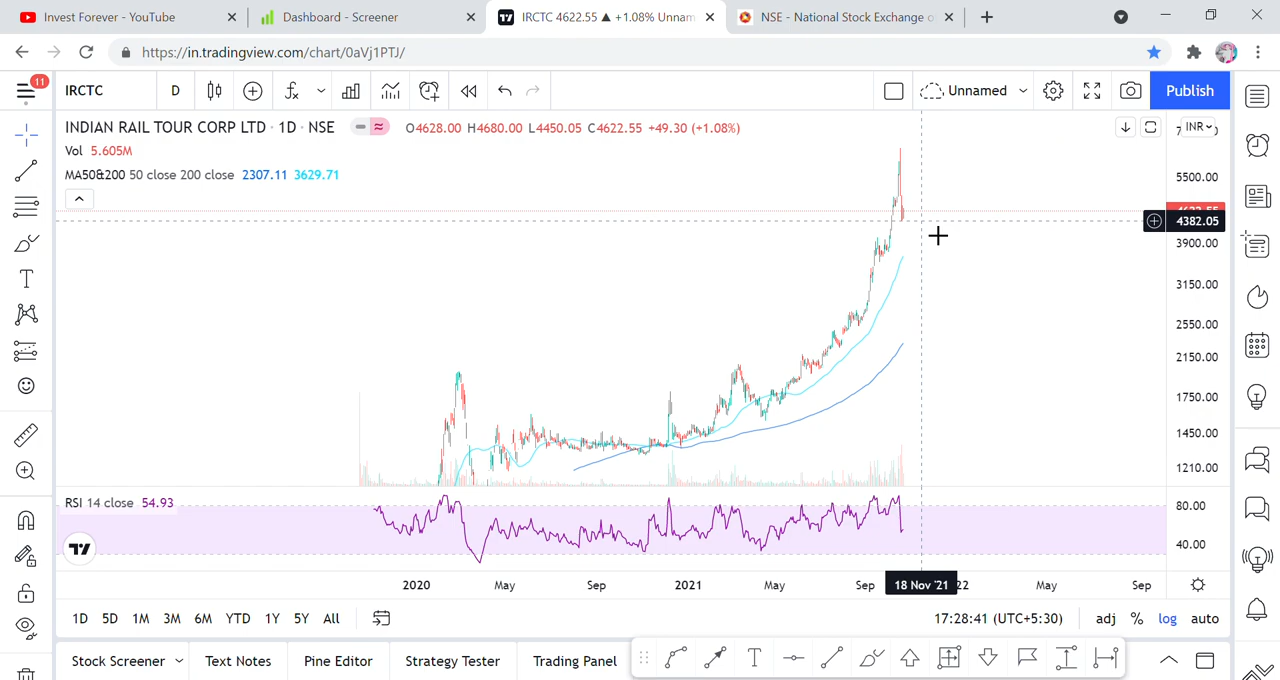 Invest Forever - YouTube
Dashboard - Screener
IRCTC 4622.55 ▲ +1.08% Unnam
NSE - National Stock Exchange o
https://in.tradingview.com/chart/0aVj1PTJ/
11
IRCTC
D
Unnamed
Publish
INDIAN RAIL TOUR CORP LTD · 1D · NSE
O4628.00 H4680.00 L4450.05 C4622.55 +49.30 (+1.08%)
INR
Vol 5.605M
MA50&200 50 close 200 close 2307.11 3629.71
5500.00
4622.55
4382.05
3900.00
3150.00
2550.00
2150.00
1750.00
1450.00
1210.00
RSI 14 close 54.93
80.00
40.00
2020 May Sep 2021 May Sep 18 Nov '21 22 May Sep
1D 5D 1M 3M 6M YTD 1Y 5Y All
17:28:41 (UTC+5:30) adj % log auto
Stock Screener Text Notes Pine Editor Strategy Tester Trading Panel